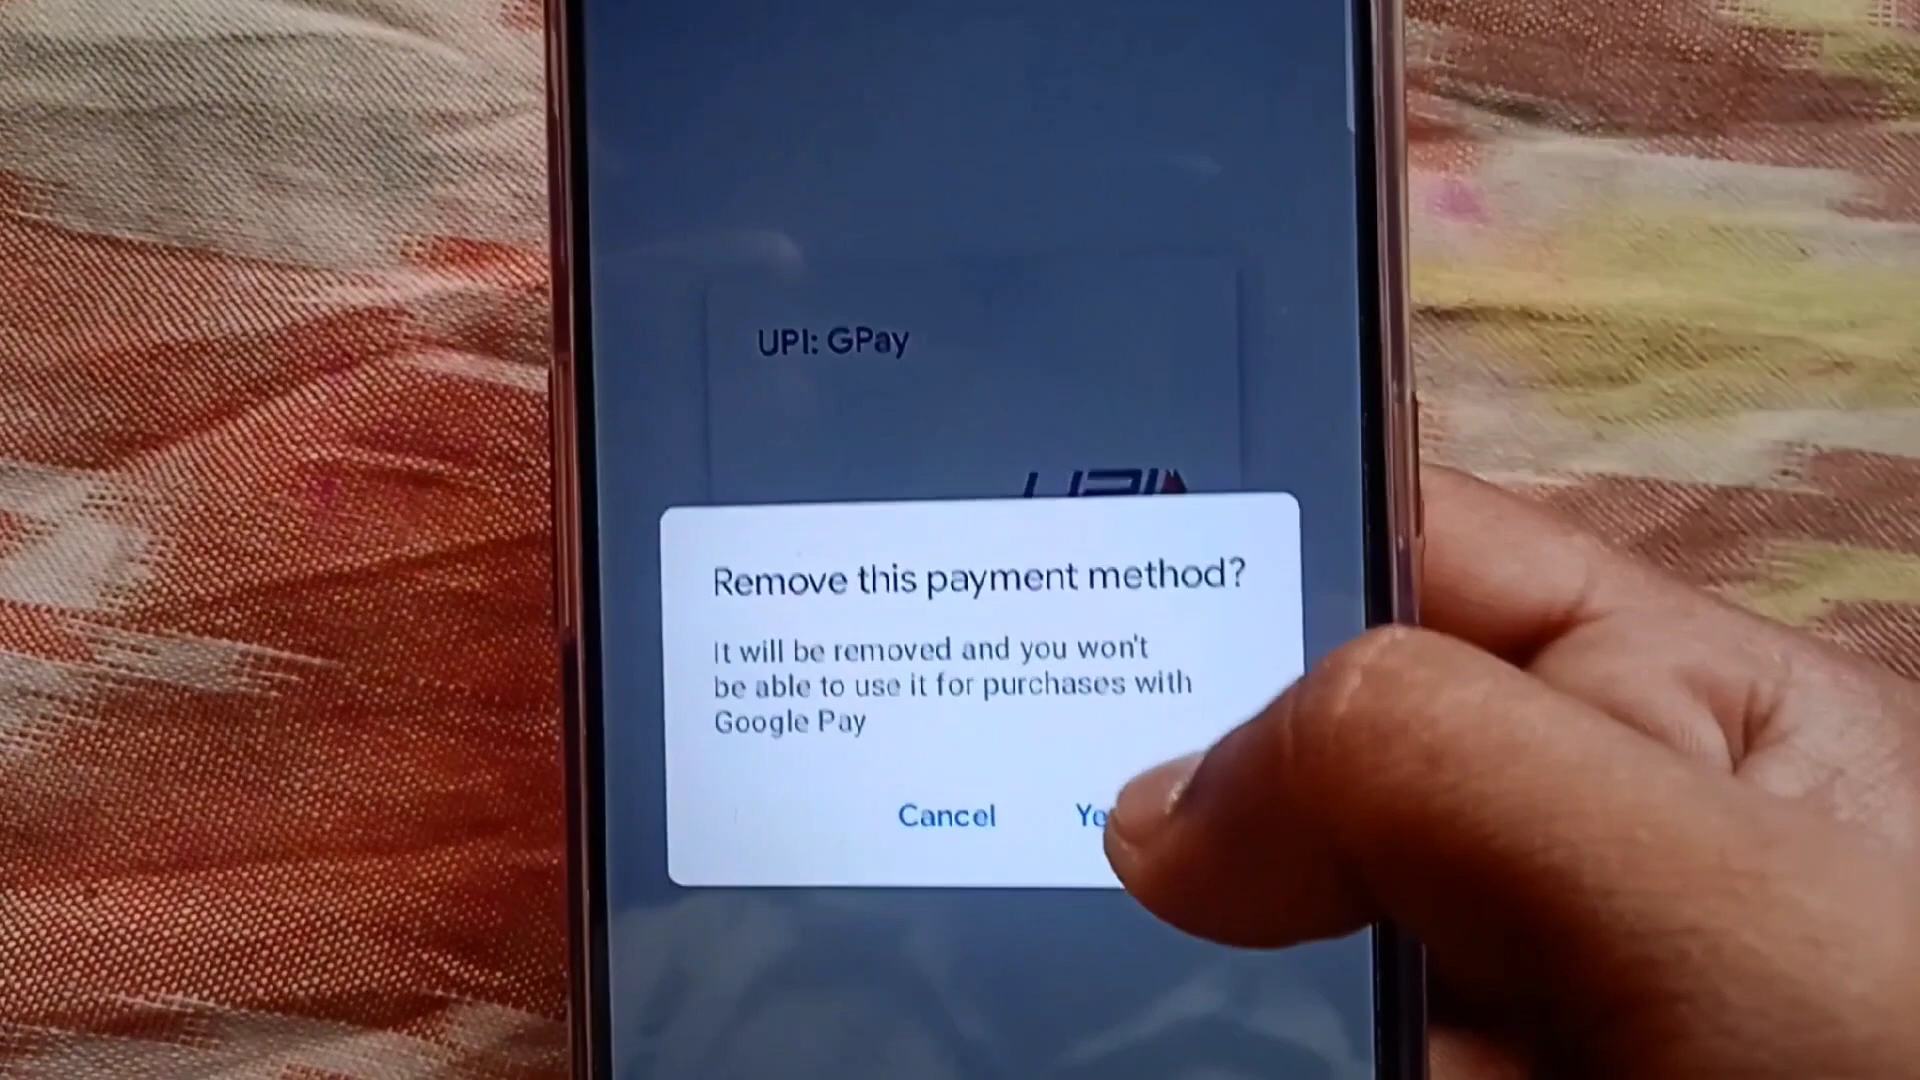 UPI: GPay
UPI
Remove this payment method?
It will be removed and you won't
be able to use it for purchases with
Google Pay
Cancel